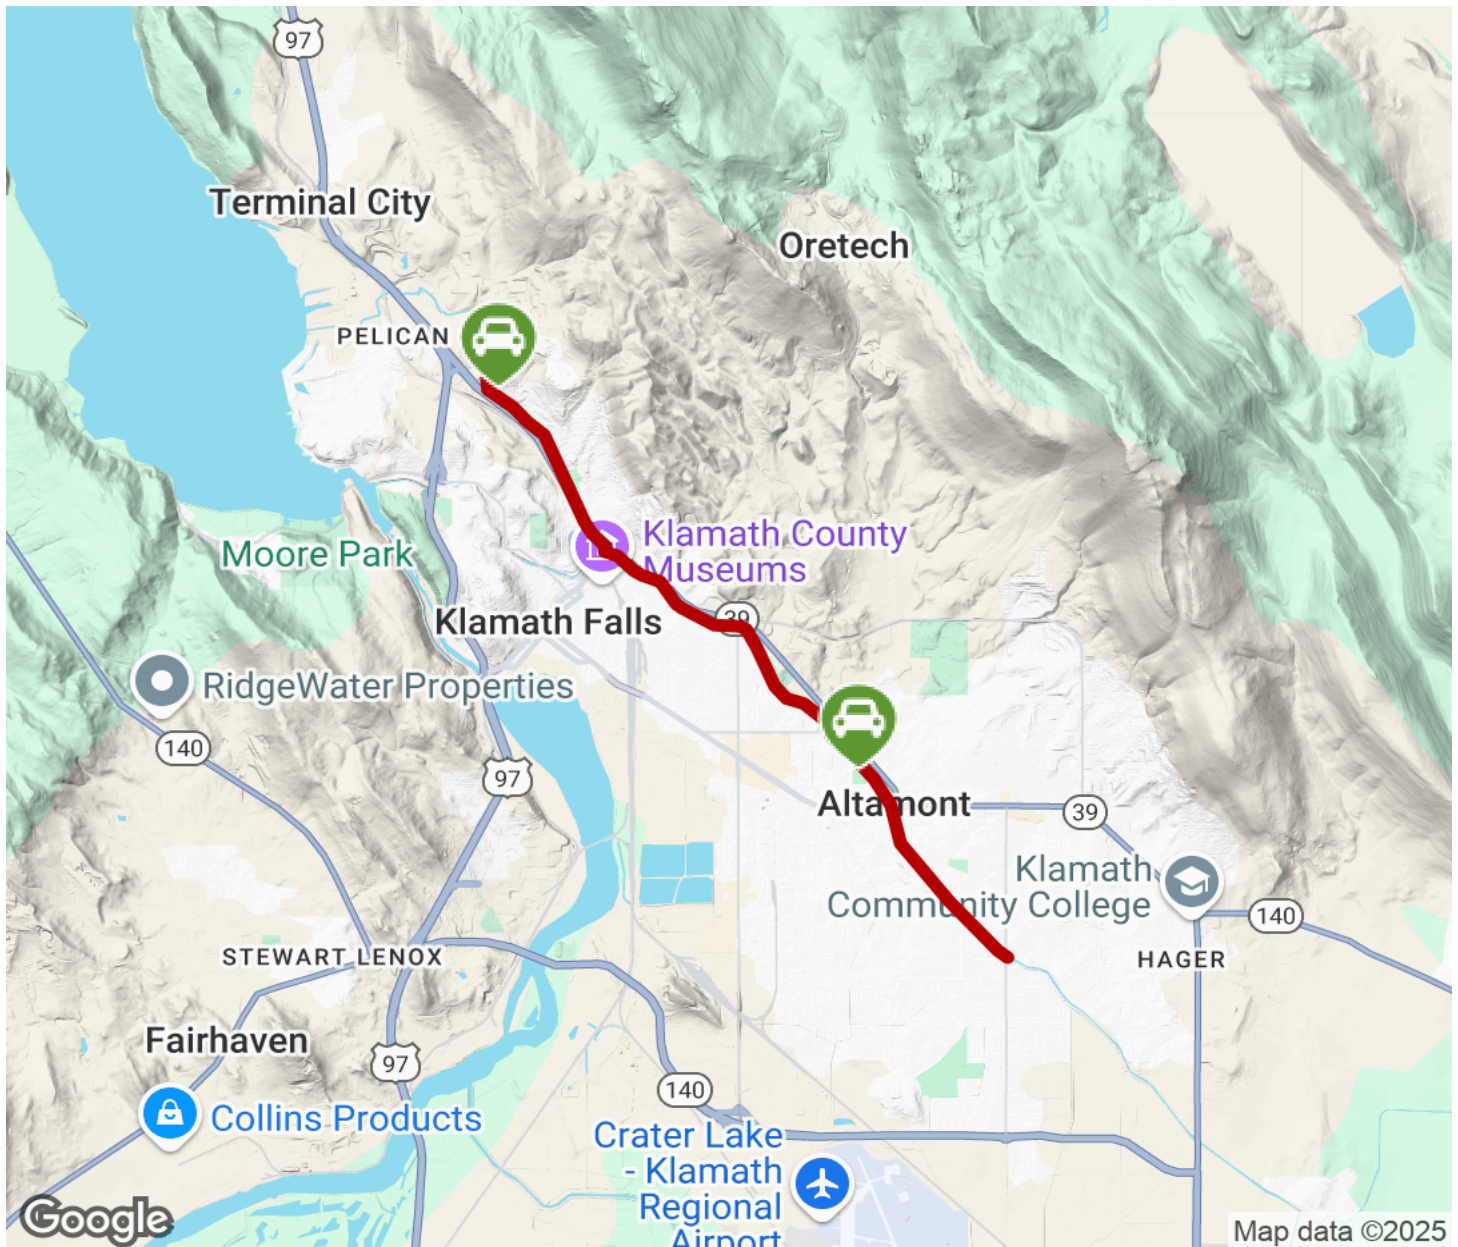 97
Terminal City
Oretech
PELICAN
Klamath County
Museums
Moore Park
Klamath Falls
39
RidgeWater Properties
140
97
Altamont
39
Klamath
Community College
140
STEWART LENOX
HAGER
Fairhaven
97
140
Collins Products
Crater Lake
- Klamath
Regional
Airport
Google
Map data ©2025